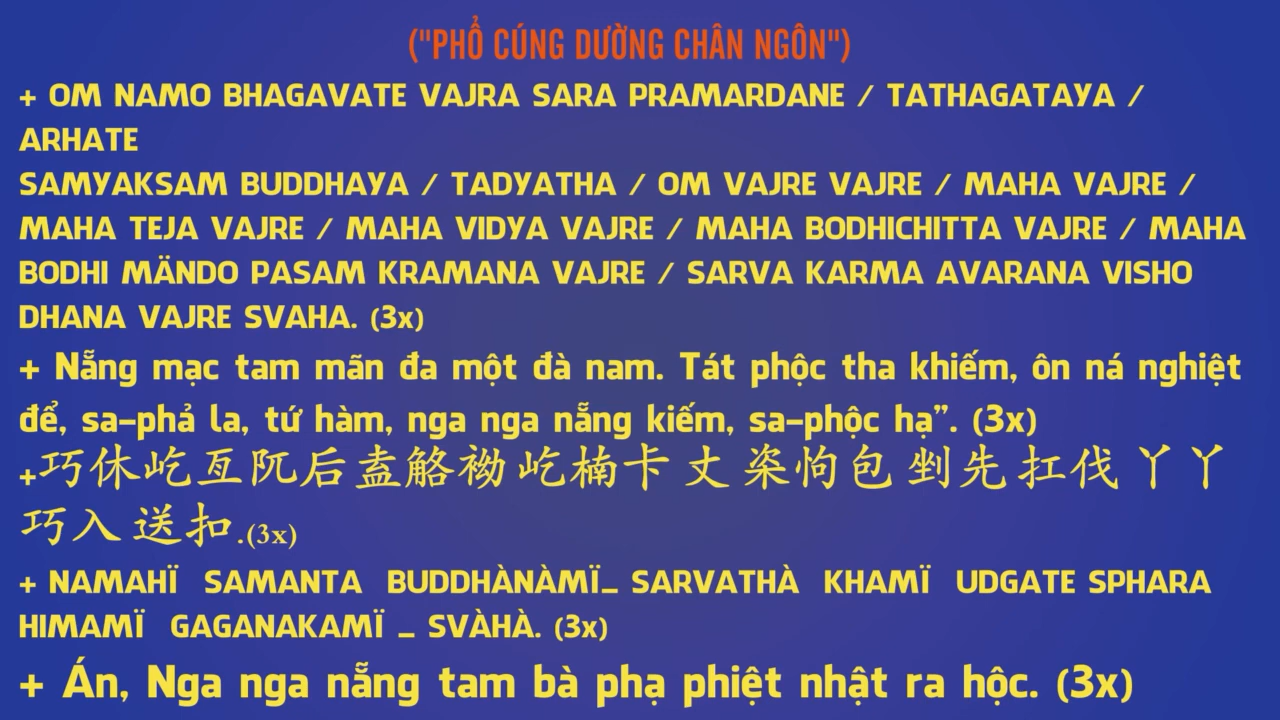 ("PHỔ CÚNG DƯỜNG CHÂN NGÔN")
+ OM NAMO BHAGAVATE VAJRA SARA PRAMARDANE / TATHAGATAYA /
ARHATE
SAMYAKSAM BUDDHAYA / TADYATHA / OM VAJRE VAJRE / MAHA VAJRE /
MAHA TEJA VAJRE / MAHA VIDYA VAJRE / MAHA BODHICHITTA VAJRE / MAHA
BODHI MÄNDO PASAM KRAMANA VAJRE / SARVA KARMA AVARANA VISHO
DHANA VAJRE SVAHA. (3x)
+ Nẵng mạc tam mãn đa một đà nam. Tát phộc tha khiếm, ôn ná nghiệt
để, sa-phả la, tứ hàm, nga nga nẵng kiếm, sa-phộc hạ”. (3x)
+巧休屹亙阢后盍觡袎屹楠卡丈栥怐包剉先扛伐丫丫
巧入送扣.(3x)
+ NAMAHÏ SAMANTA BUDDHÀNÀMÏ_ SARVATHÀ KHAMÏ UDGATE SPHARA
HIMAMÏ GAGANAKAMÏ _ SVÀHÀ. (3x)
+ Án, Nga nga nẵng tam bà phạ phiệt nhật ra hộc. (3x)